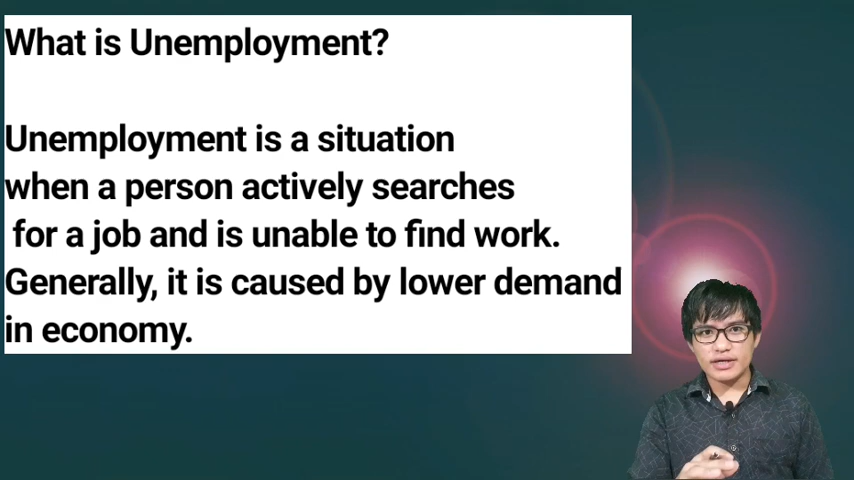 What is Unemployment?
Unemployment is a situation
when a person actively searches
for a job and is unable to find work.
Generally, it is caused by lower demand
in economy.